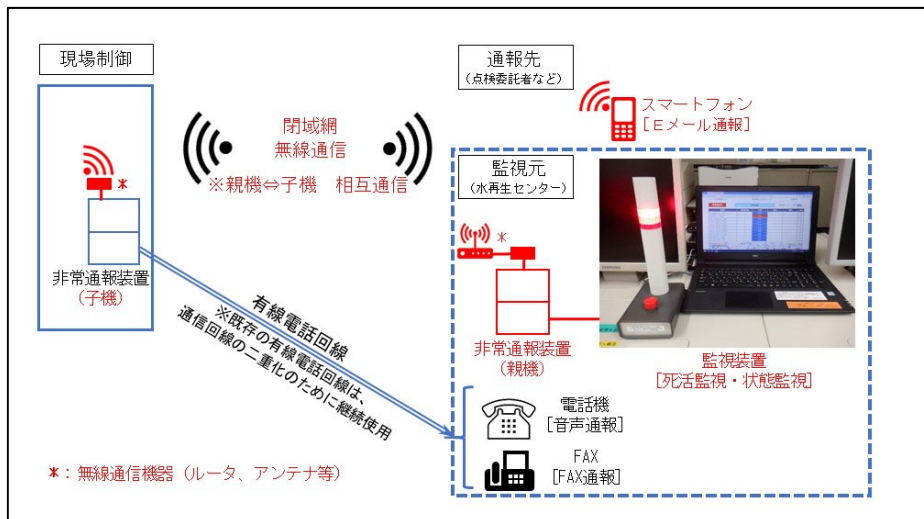 現場制御
非常通報装置
(子機)
*
閉域網
無線通信
※親機⇔子機 相互通信
有線電話回線
※既存の有線電話回線は、
通信回線の二重化のために継続使用
通報先
(点検委託者など)
スマートフォン
[Eメール通報]
監視元
(水再生センター)
*
非常通報装置
(親機)
監視装置
[死活監視・状態監視]
電話機
[音声通報]
FAX
[FAX通報]
*：無線通信機器（ルータ、アンテナ等）